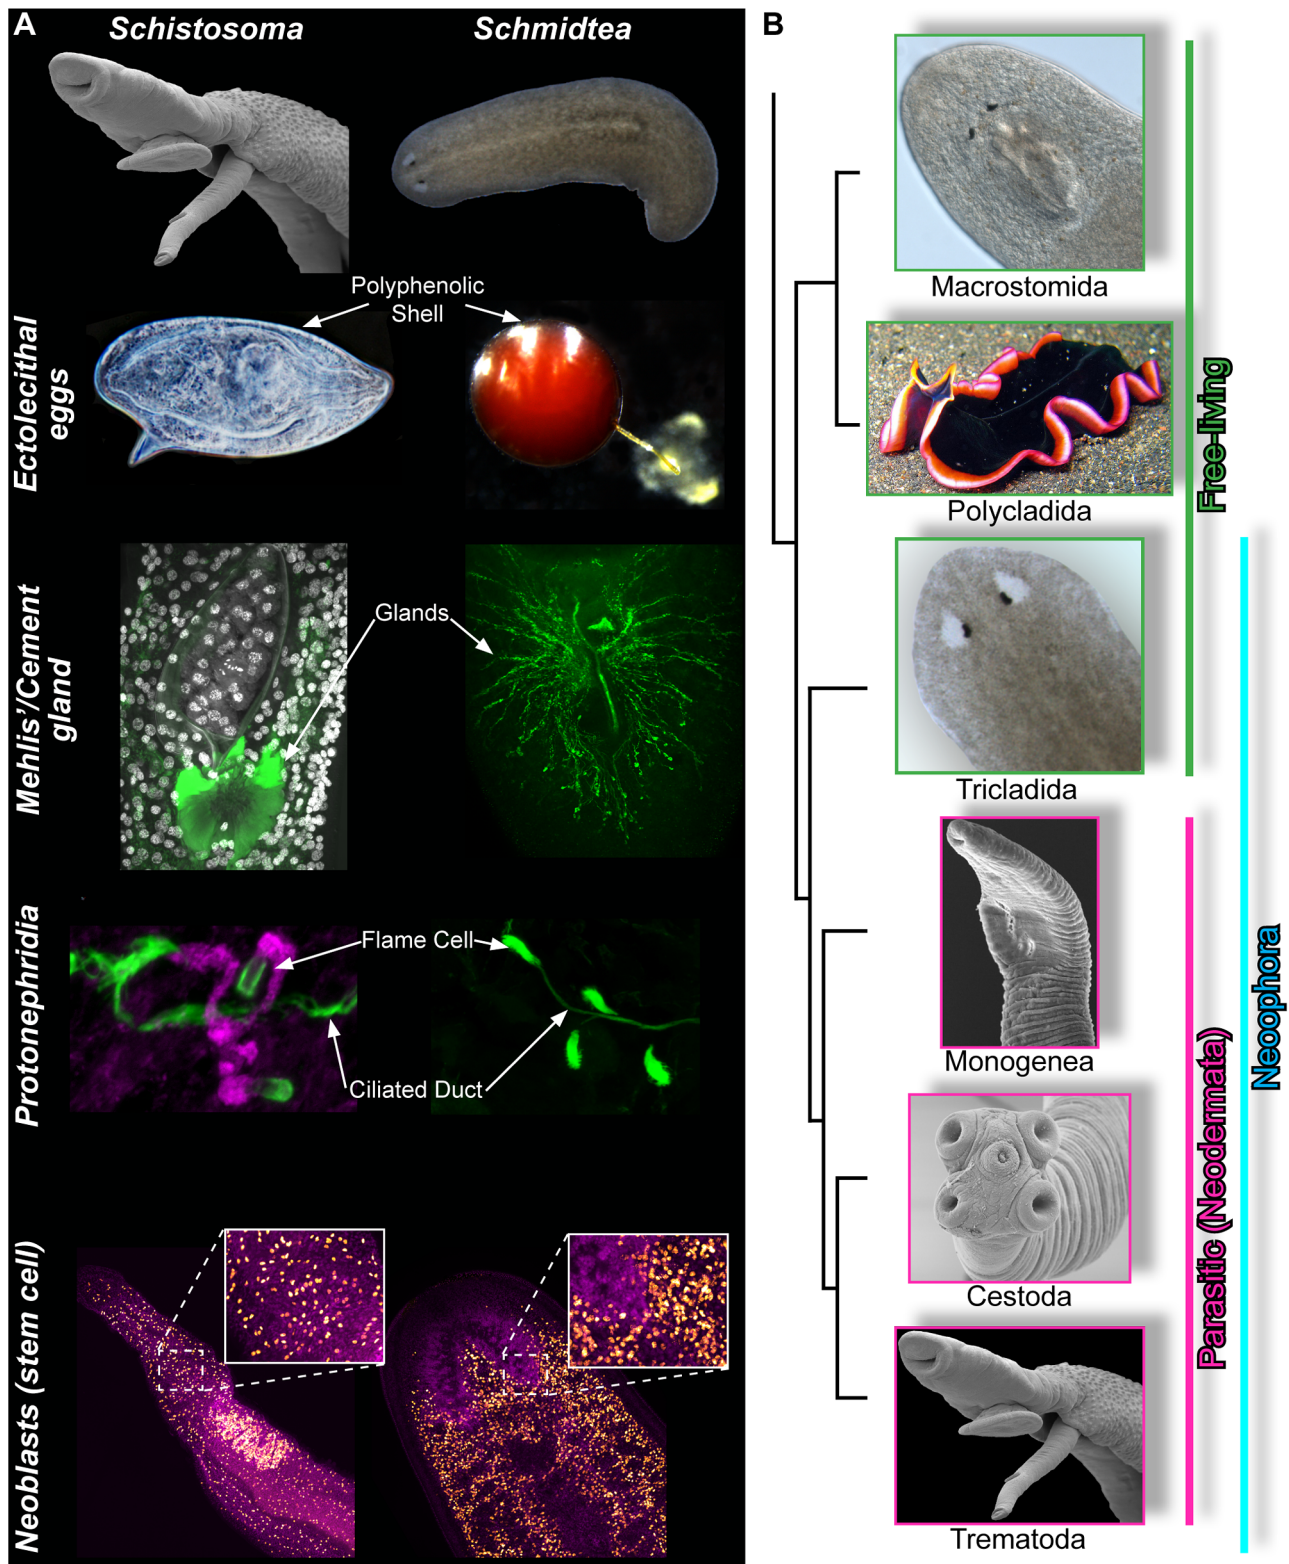 A
Schistosoma
Schmidtea
Polyphenolic
Shell
Ectolecithal
eggs
Glands
Mehlis'/Cement
gland
Flame Cell
Ciliated Duct
Protonephridia
Neoblasts (stem cell)
B
Macrostomida
Polycladida
Tricladida
Monogenea
Cestoda
Trematoda
Free-living
Parasitic (Neodermata)
Neoophora